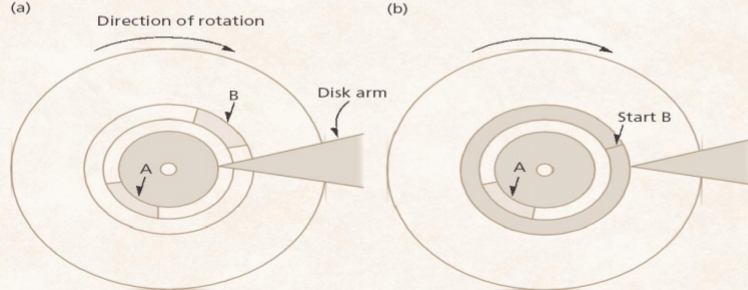 (a)
Direction of rotation
B
Disk arm
A
(b)
Start B
A